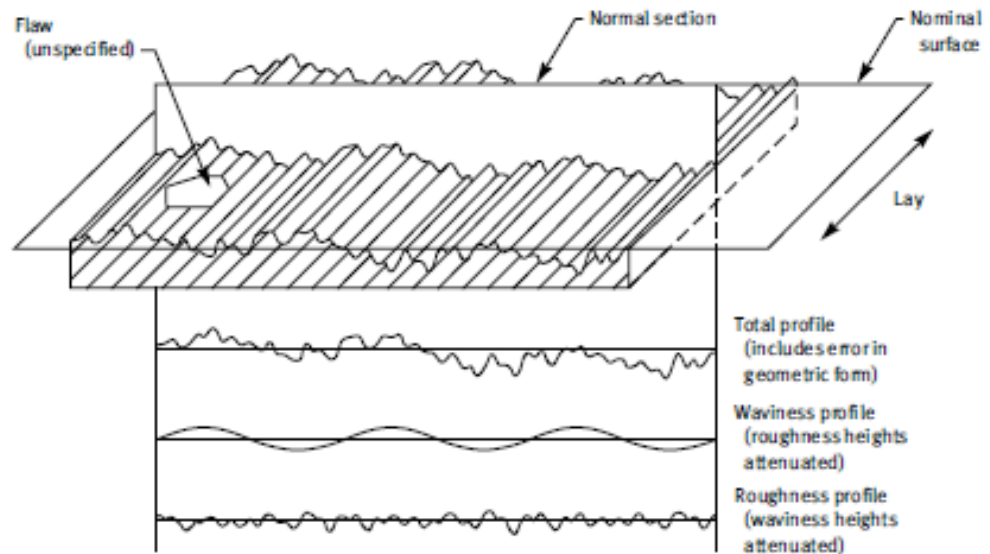 Flaw
(unspecified)
Normal section
Nominal
surface
Lay
Total profile
(includes error in
geometric form)
Waviness profile
(roughness heights
attenuated)
Roughness profile
(waviness heights
attenuated)